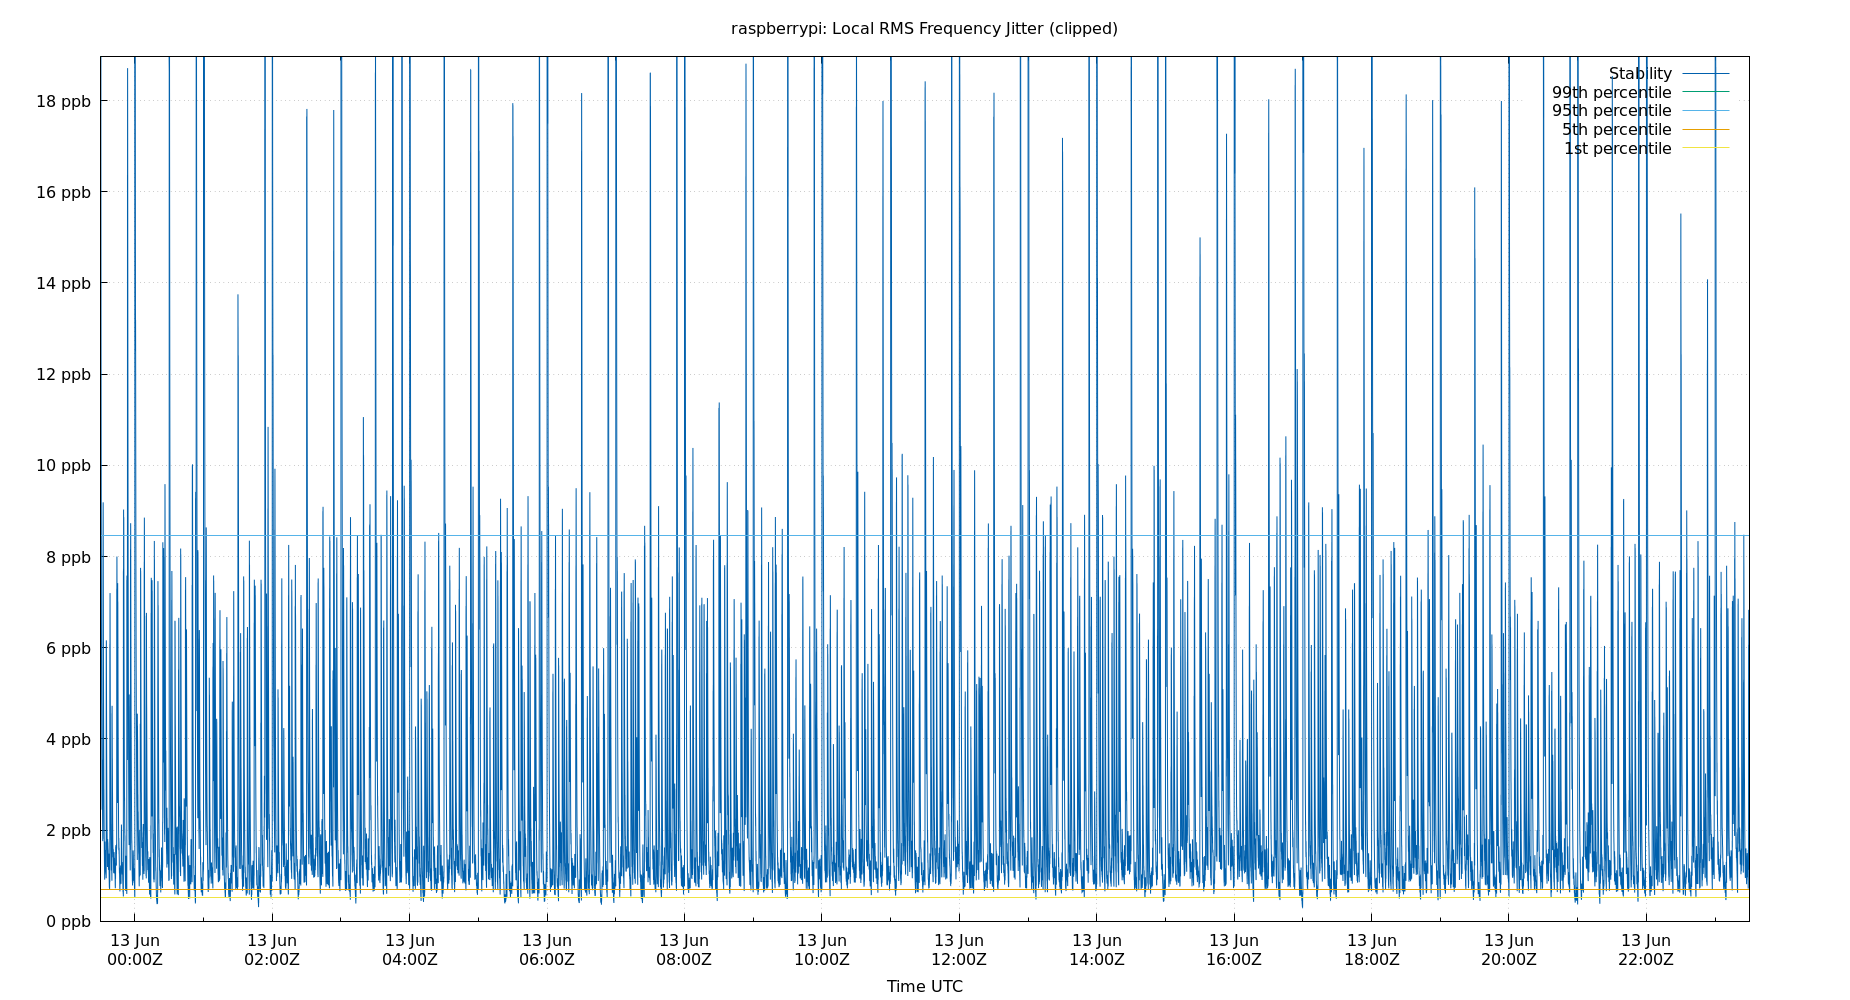 raspberrypi: Local RMS Frequency Jitter (clipped)
Stability
99th percentile
95th percentile
5th percentile
1st percentile
18 ppb
16 ppb
14 ppb
12 ppb
10 ppb
8 ppb
6 ppb
4 ppb
2 ppb
0 ppb
13 Jun 13 Jun 13 Jun 13 Jun 13 Jun 13 Jun 13 Jun 13 Jun 13 Jun 13 Jun 13 Jun 13 Jun
00:00Z 02:00Z 04:00Z 06:00Z 08:00Z 10:00Z 12:00Z 14:00Z 16:00Z 18:00Z 20:00Z 22:00Z
Time UTC